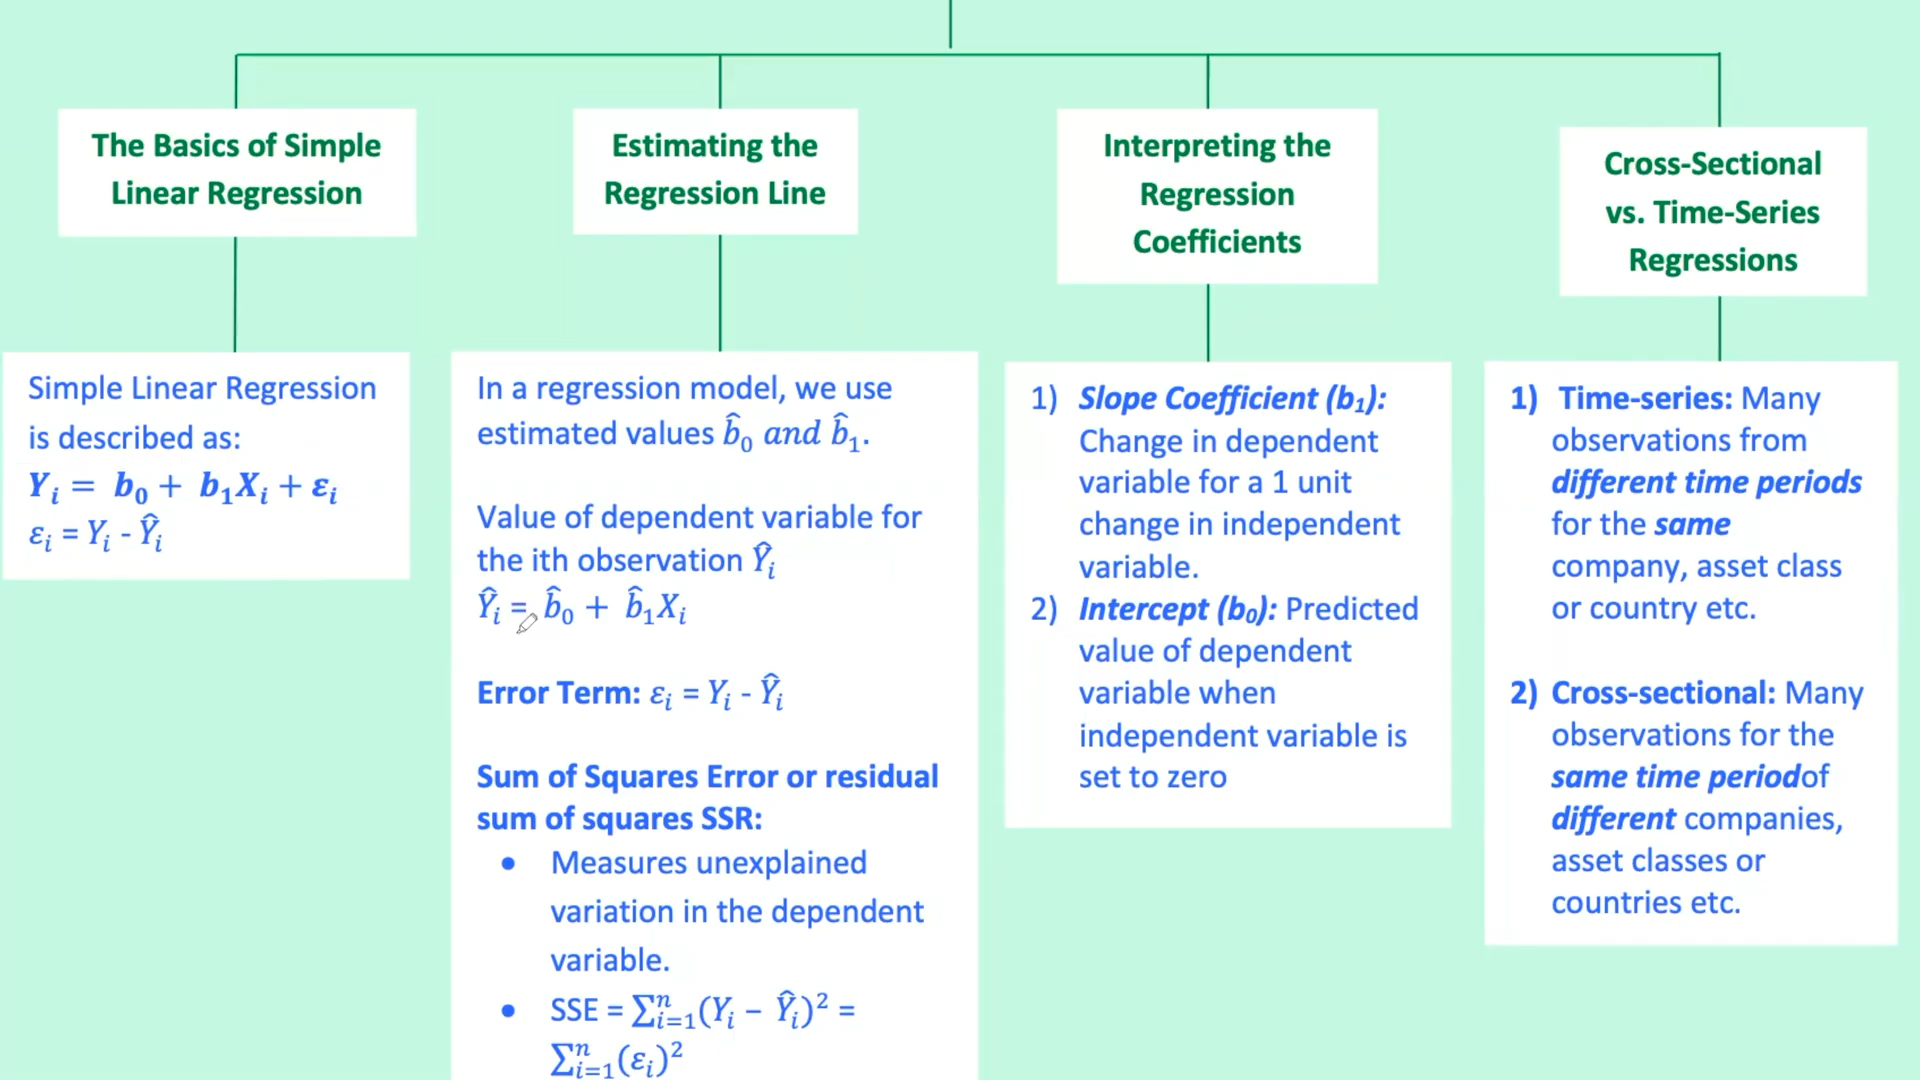 The Basics of Simple
Linear Regression
Simple Linear Regression
is described as:
Yᵢ = b₀ + b₁Xᵢ + εᵢ
εᵢ = Yᵢ - Ŷᵢ
Estimating the
Regression Line
In a regression model, we use
estimated values b̂₀ and b̂₁.
Value of dependent variable for
the ith observation Ŷᵢ
Ŷᵢ = b̂₀ + b̂₁Xᵢ
Error Term: εᵢ = Yᵢ - Ŷᵢ
Sum of Squares Error or residual
sum of squares SSR:
• Measures unexplained
variation in the dependent
variable.
• SSE = ∑ⁿᵢ₌₁(Yᵢ − Ŷᵢ)² =
∑ⁿᵢ₌₁(εᵢ)²
Interpreting the
Regression
Coefficients
1) Slope Coefficient (b₁):
Change in dependent
variable for a 1 unit
change in independent
variable.
2) Intercept (b₀): Predicted
value of dependent
variable when
independent variable is
set to zero
Cross-Sectional
vs. Time-Series
Regressions
1) Time-series: Many
observations from
different time periods
for the same
company, asset class
or country etc.
2) Cross-sectional: Many
observations for the
same time periodof
different companies,
asset classes or
countries etc.